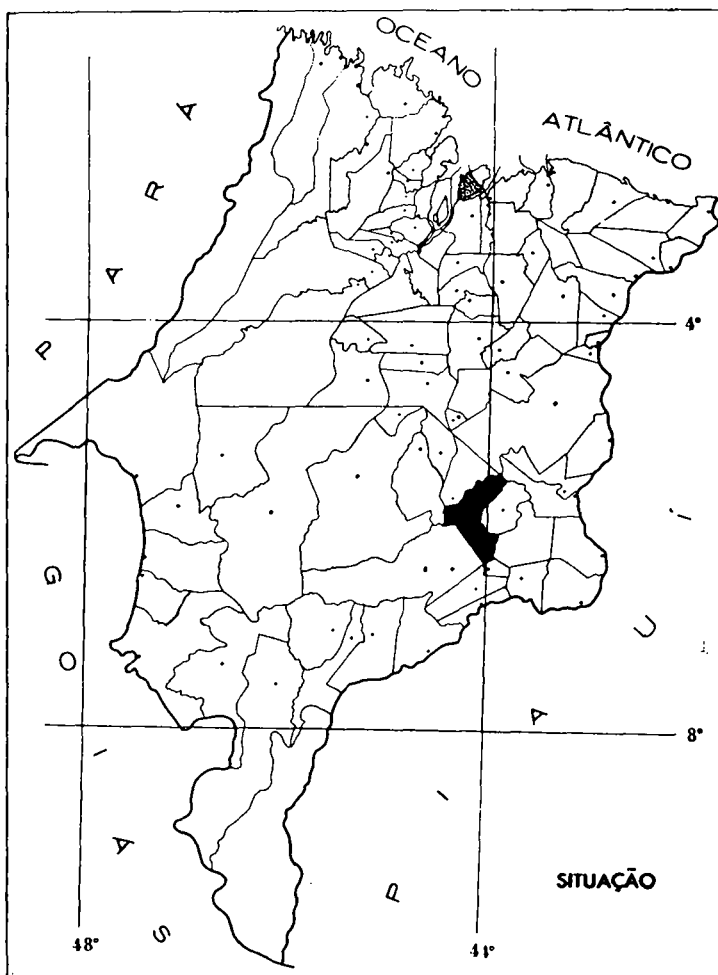 OCEANO
ATLÂNTICO
PARÁ
4°
GOIÁS
PIAUÍ
8°
SITUAÇÃO
48°
44°